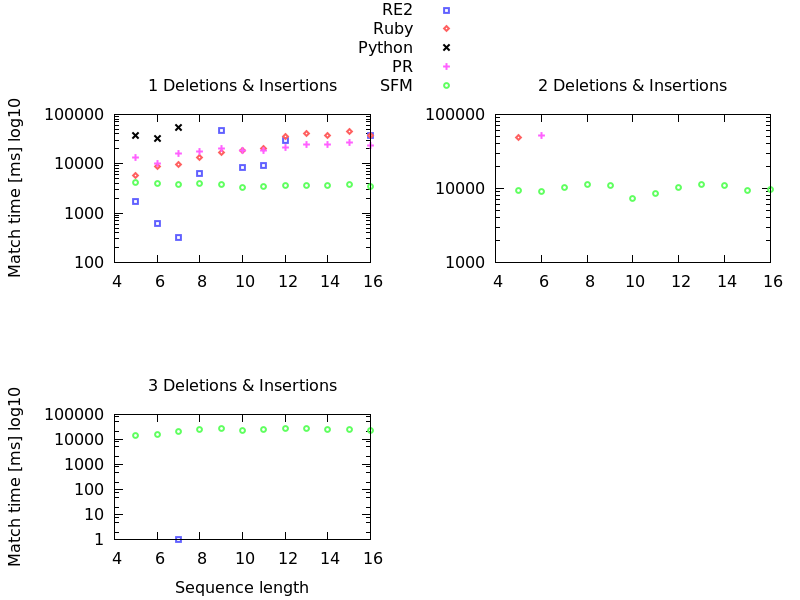 RE2
Ruby
Python
PR
SFM
1 Deletions & Insertions
2 Deletions & Insertions
Match time [ms] log10
100000
10000
1000
100
4 6 8 10 12 14 16
100000
10000
1000
4 6 8 10 12 14 16
3 Deletions & Insertions
Match time [ms] log10
100000
10000
1000
100
10
1
4 6 8 10 12 14 16
Sequence length